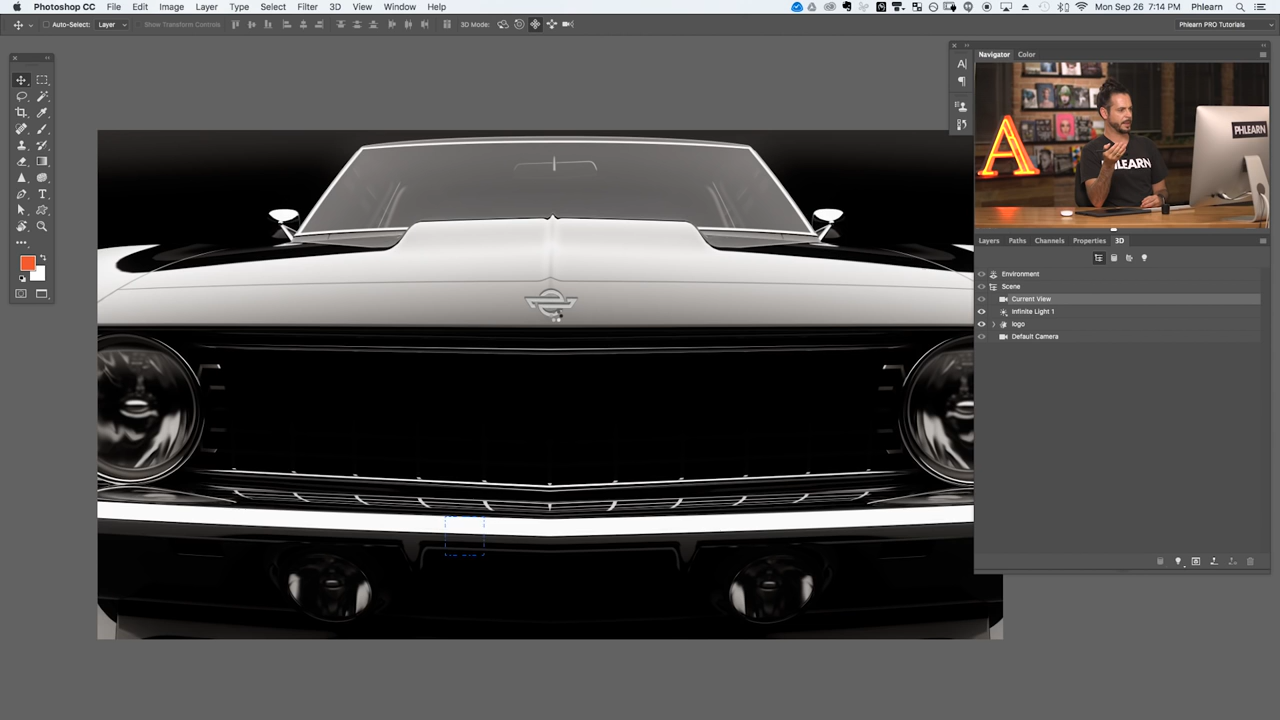 Photoshop CC File Edit Image Layer Type Select Filter 3D View Window Help Mon Sep 26 7:14 PM Phlearn
Auto-Select: Layer Show Transform Controls 3D Mode: Phlearn PRO Tutorials
Navigator Color
PHLEARN
PHLEARN
A
Layers Paths Channels Properties 3D
Environment
Scene
Current View
Infinite Light 1
logo
Default Camera